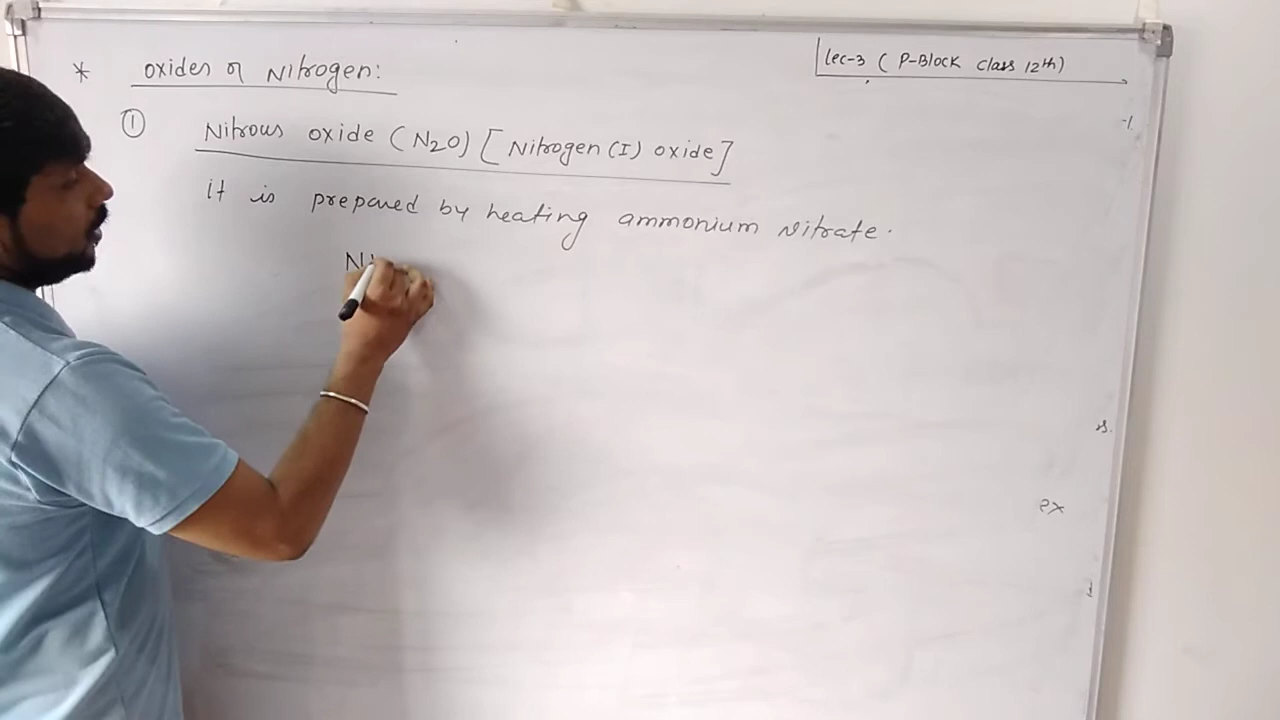 Lec-3 ( P-Block Class 12th)
* oxides of Nitrogen:
① Nitrous oxide (N2O) [Nitrogen (I) oxide]
it is prepared by heating ammonium Nitrate.
N
ex